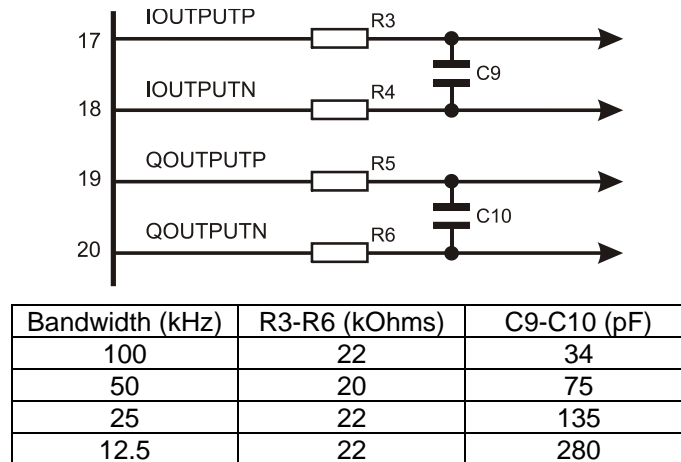 IOUTPUTP
R3
17
C9
IOUTPUTN
R4
18
QOUTPUTP
R5
19
C10
QOUTPUTN
R6
20
Bandwidth (kHz) R3-R6 (kOhms) C9-C10 (pF)
100 22 34
50 20 75
25 22 135
12.5 22 280